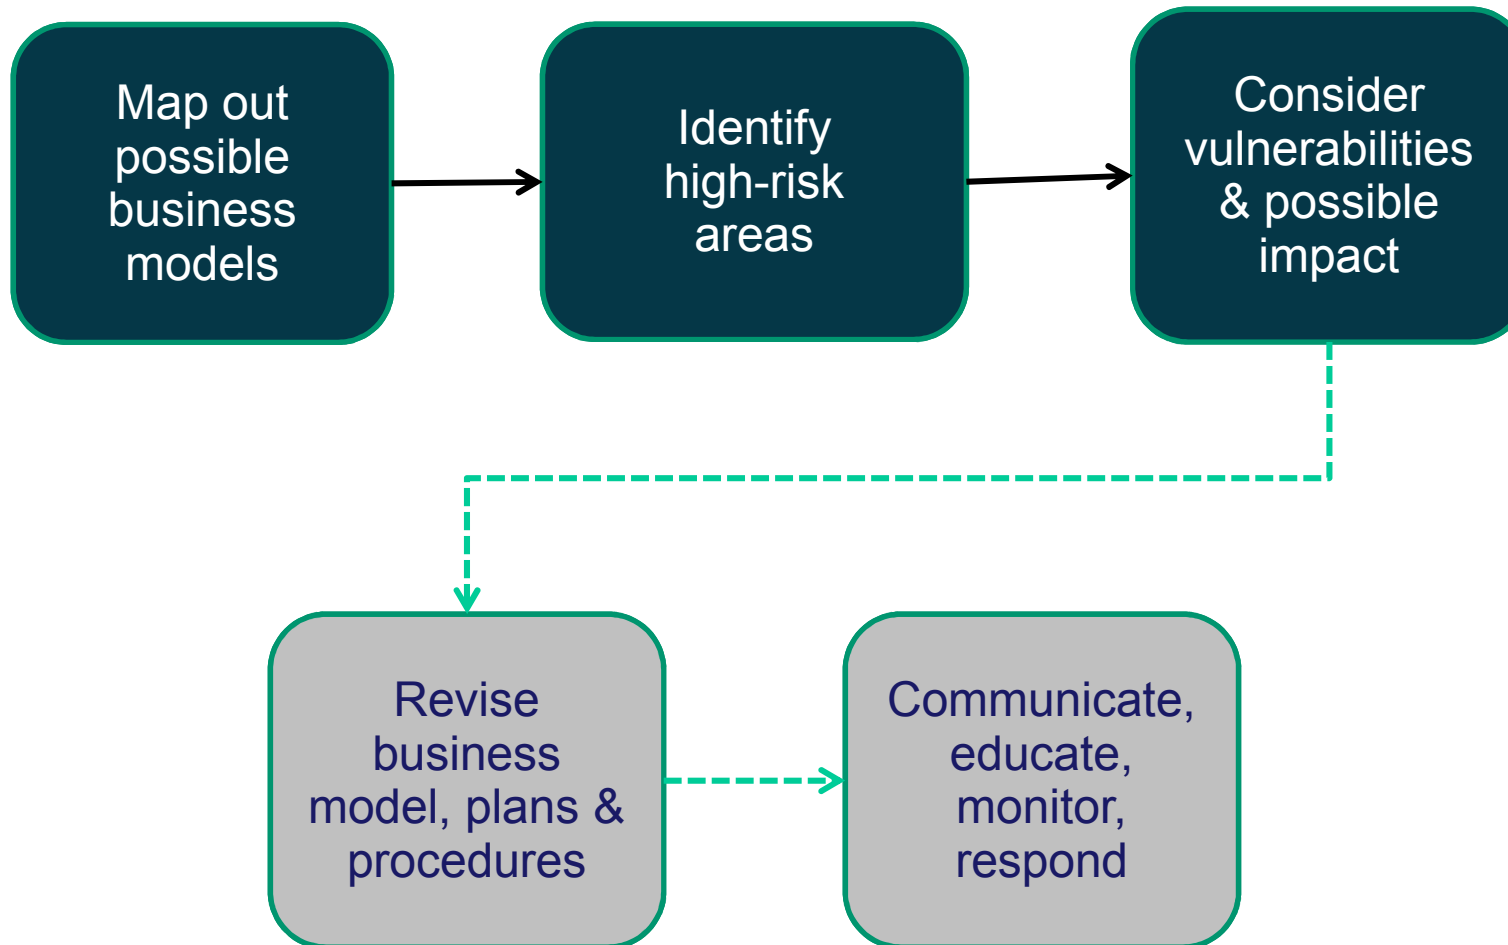 Map out
possible
business
models
Identify
high-risk
areas
Consider
vulnerabilities
& possible
impact
Revise
business
model, plans &
procedures
Communicate,
educate,
monitor,
respond